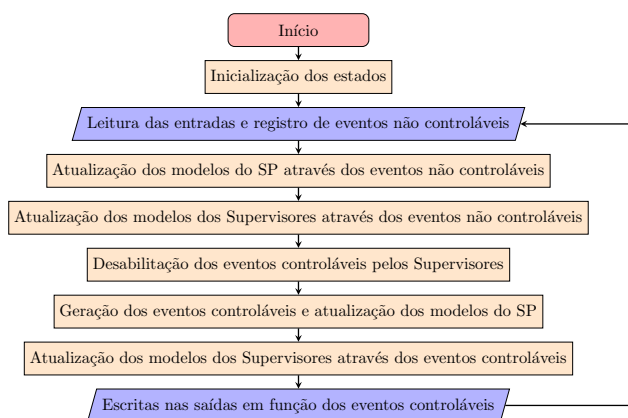 Início
Inicialização dos estados
Leitura das entradas e registro de eventos não controláveis
Atualização dos modelos do SP através dos eventos não controláveis
Atualização dos modelos dos Supervisores através dos eventos não controláveis
Desabilitação dos eventos controláveis pelos Supervisores
Geração dos eventos controláveis e atualização dos modelos do SP
Atualização dos modelos dos Supervisores através dos eventos controláveis
Escritas nas saídas em função dos eventos controláveis